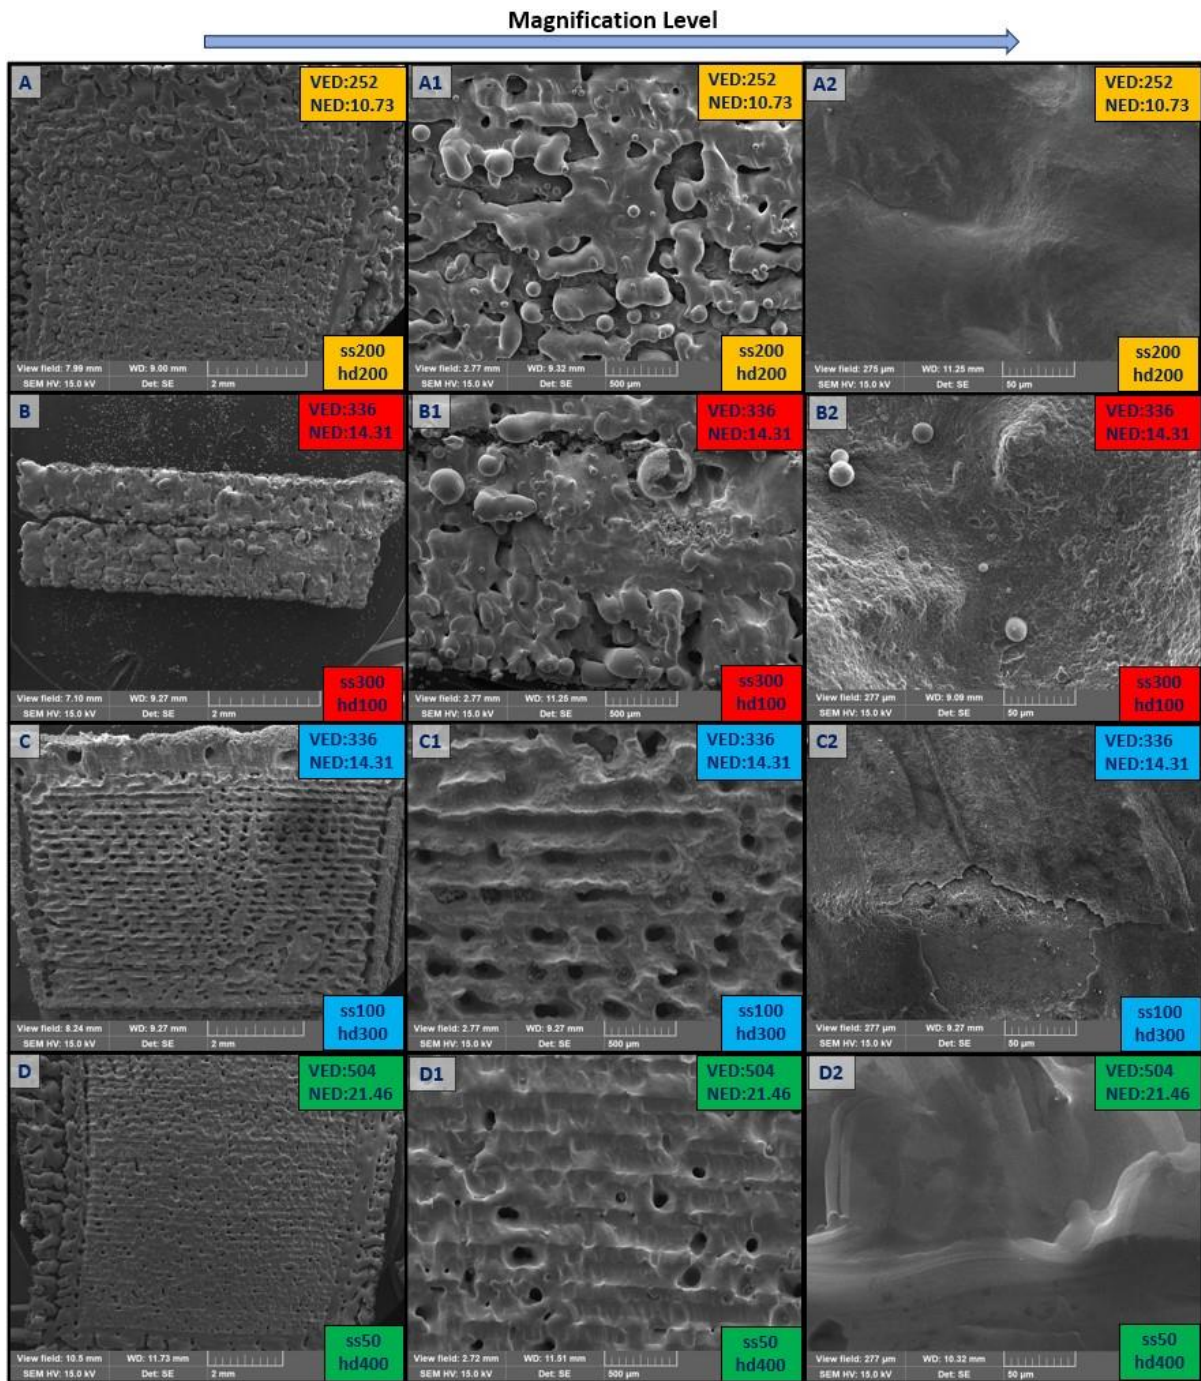 Magnification Level
A
VED:252
NED:10.73
ss200
hd200
View field: 7.99 mm WD: 9.00 mm
SEM HV: 15.0 kV Det: SE 2 mm
A1
VED:252
NED:10.73
ss200
hd200
View field: 2.77 mm WD: 9.32 mm
SEM HV: 15.0 kV Det: SE 500 µm
A2
VED:252
NED:10.73
ss200
hd200
View field: 275 µm WD: 11.25 mm
SEM HV: 15.0 kV Det: SE 50 µm
B
VED:336
NED:14.31
ss300
hd100
View field: 7.10 mm WD: 9.27 mm
SEM HV: 15.0 kV Det: SE 2 mm
B1
VED:336
NED:14.31
ss300
hd100
View field: 2.77 mm WD: 11.25 mm
SEM HV: 15.0 kV Det: SE 500 µm
B2
VED:336
NED:14.31
ss300
hd100
View field: 277 µm WD: 9.09 mm
SEM HV: 15.0 kV Det: SE 50 µm
C
VED:336
NED:14.31
ss100
hd300
View field: 8.24 mm WD: 9.27 mm
SEM HV: 15.0 kV Det: SE 2 mm
C1
VED:336
NED:14.31
ss100
hd300
View field: 2.77 mm WD: 9.27 mm
SEM HV: 15.0 kV Det: SE 500 µm
C2
VED:336
NED:14.31
ss100
hd300
View field: 277 µm WD: 9.27 mm
SEM HV: 15.0 kV Det: SE 50 µm
D
VED:504
NED:21.46
ss50
hd400
View field: 10.5 mm WD: 11.73 mm
SEM HV: 15.0 kV Det: SE 2 mm
D1
VED:504
NED:21.46
ss50
hd400
View field: 2.72 mm WD: 11.51 mm
SEM HV: 15.0 kV Det: SE 500 µm
D2
VED:504
NED:21.46
ss50
hd400
View field: 277 µm WD: 10.32 mm
SEM HV: 15.0 kV Det: SE 50 µm